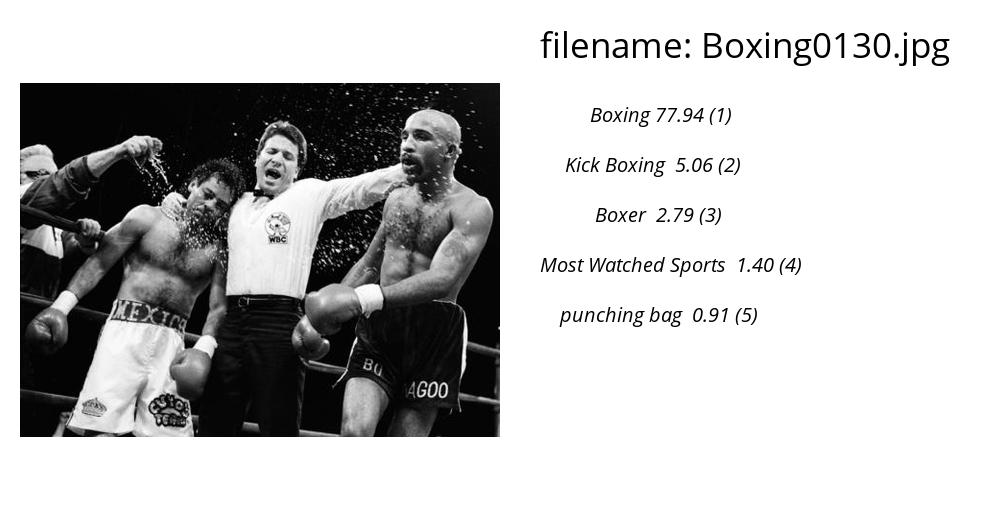 filename: Boxing0130.jpg
Boxing 77.94 (1)
Kick Boxing 5.06 (2)
Boxer 2.79 (3)
Most Watched Sports 1.40 (4)
punching bag 0.91 (5)
WBC
MEXICO
BU
AGOO